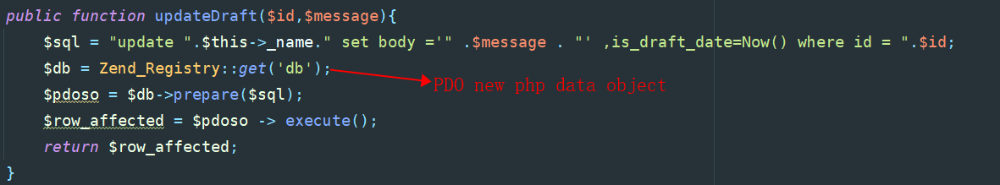 public function updateDraft($id,$message){
$sql = "update ".$this->_name." set body ='" .$message . "' ,is_draft_date=Now() where id = ".$id;
$db = Zend_Registry::get('db');
PDO new php data object
$pdoso = $db->prepare($sql);
$row_affected = $pdoso -> execute();
return $row_affected;
}